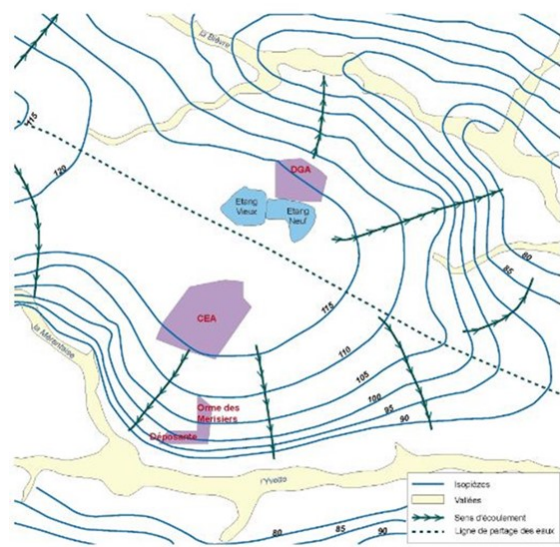 la Bièvre
115
120
DGA
Etang
Vieux
Etang
Neuf
80
85
115
CEA
110
la Mérantaise
105
100
95
90
Orme des
Merisiers
Déposante
l'Yvette
80
85
90
Isopièzes
Vallées
Sens d'écoulement
Ligne de partage des eaux